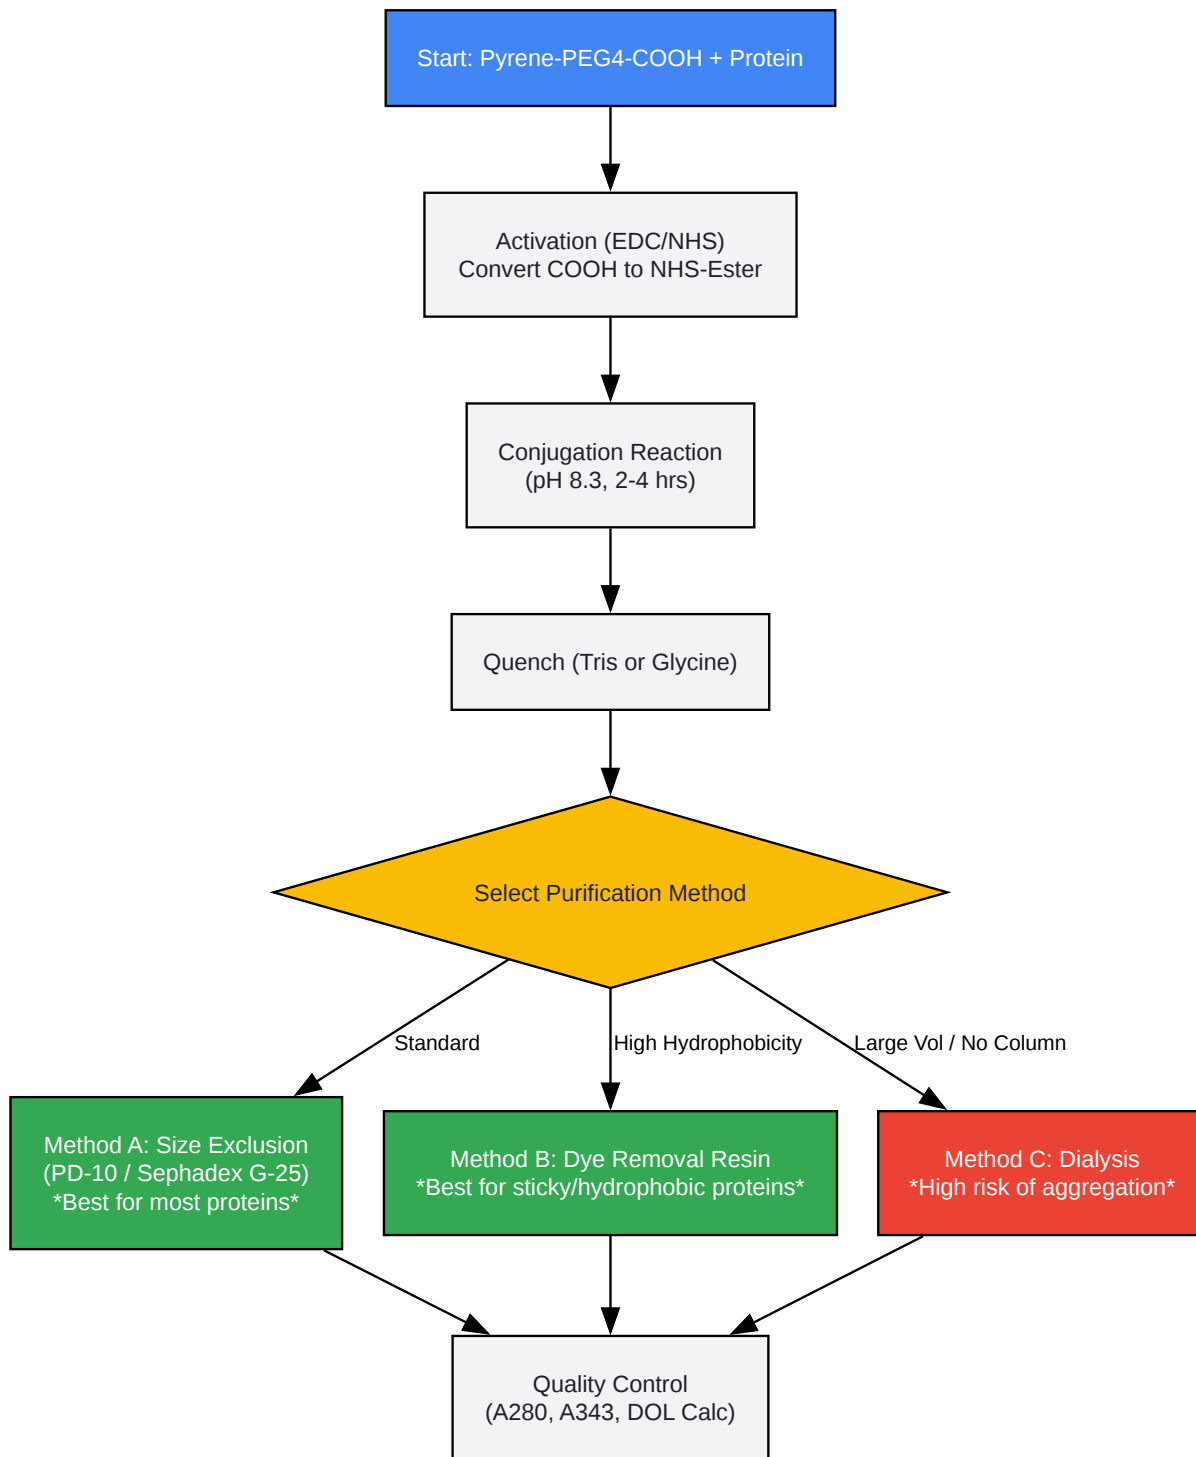 Start: Pyrene-PEG4-COOH + Protein
Activation (EDC/NHS)
Convert COOH to NHS-Ester
Conjugation Reaction
(pH 8.3, 2-4 hrs)
Quench (Tris or Glycine)
Select Purification Method
Standard
High Hydrophobicity
Large Vol / No Column
Method A: Size Exclusion
(PD-10 / Sephadex G-25)
*Best for most proteins*
Method B: Dye Removal Resin
*Best for sticky/hydrophobic proteins*
Method C: Dialysis
*High risk of aggregation*
Quality Control
(A280, A343, DOL Calc)